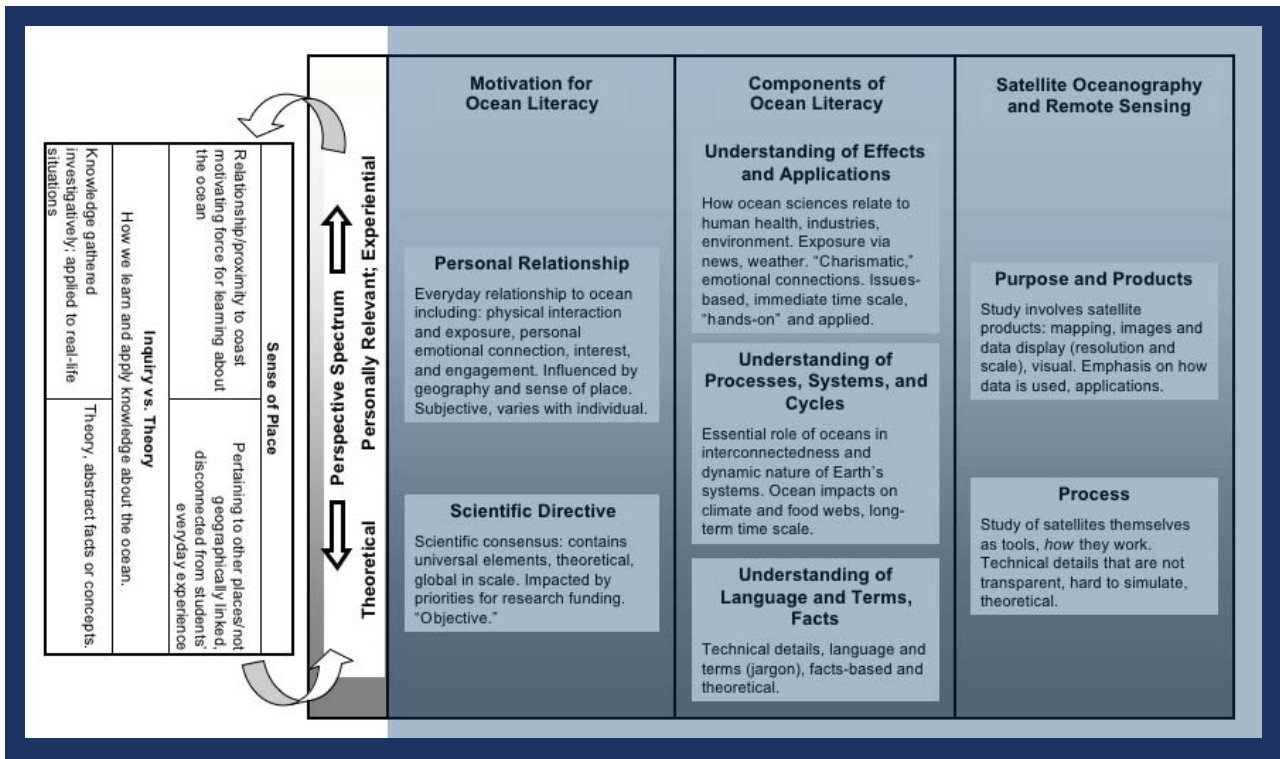 Sense of Place
Relationship/proximity to coast
motivating force for learning about
the ocean
Pertaining to other places/not
geographically linked,
disconnected from students'
everyday experience
Inquiry vs. Theory
How we learn and apply knowledge about the ocean.
Knowledge gathered
investigatively; applied to real-life
situations
Theory, abstract facts or concepts.
Perspective Spectrum
Personally Relevant; Experiential
Theoretical
Motivation for
Ocean Literacy
Personal Relationship
Everyday relationship to ocean
including: physical interaction
and exposure, personal
emotional connection, interest,
and engagement. Influenced by
geography and sense of place.
Subjective, varies with individual.
Scientific Directive
Scientific consensus: contains
universal elements, theoretical,
global in scale. Impacted by
priorities for research funding.
“Objective.”
Components of
Ocean Literacy
Understanding of Effects
and Applications
How ocean sciences relate to
human health, industries,
environment. Exposure via
news, weather. “Charismatic,”
emotional connections. Issues-
based, immediate time scale,
“hands-on” and applied.
Understanding of
Processes, Systems, and
Cycles
Essential role of oceans in
interconnectedness and
dynamic nature of Earth's
systems. Ocean impacts on
climate and food webs, long-
term time scale.
Understanding of
Language and Terms,
Facts
Technical details, language and
terms (jargon), facts-based and
theoretical.
Satellite Oceanography
and Remote Sensing
Purpose and Products
Study involves satellite
products: mapping, images and
data display (resolution and
scale), visual. Emphasis on how
data is used, applications.
Process
Study of satellites themselves
as tools, how they work.
Technical details that are not
transparent, hard to simulate,
theoretical.